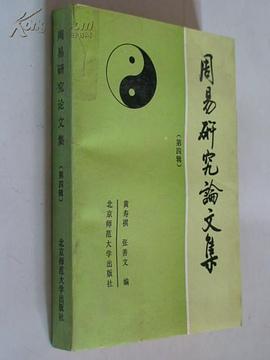 周易研究论文集
（第四辑）
北京师范大学出版社
周易研究論文集
（第四辑）
黄寿祺 张善文 编
北京师范大学出版社